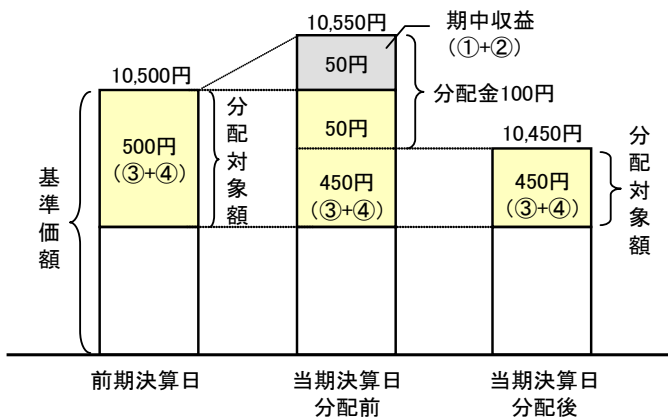 10,550円
期中収益
(①+②)
10,500円
50円
分配金100円
分配対象額
500円
(③+④)
50円
10,450円
基準価額
450円
(③+④)
450円
(③+④)
分配対象額
前期決算日
当期決算日
分配前
当期決算日
分配後